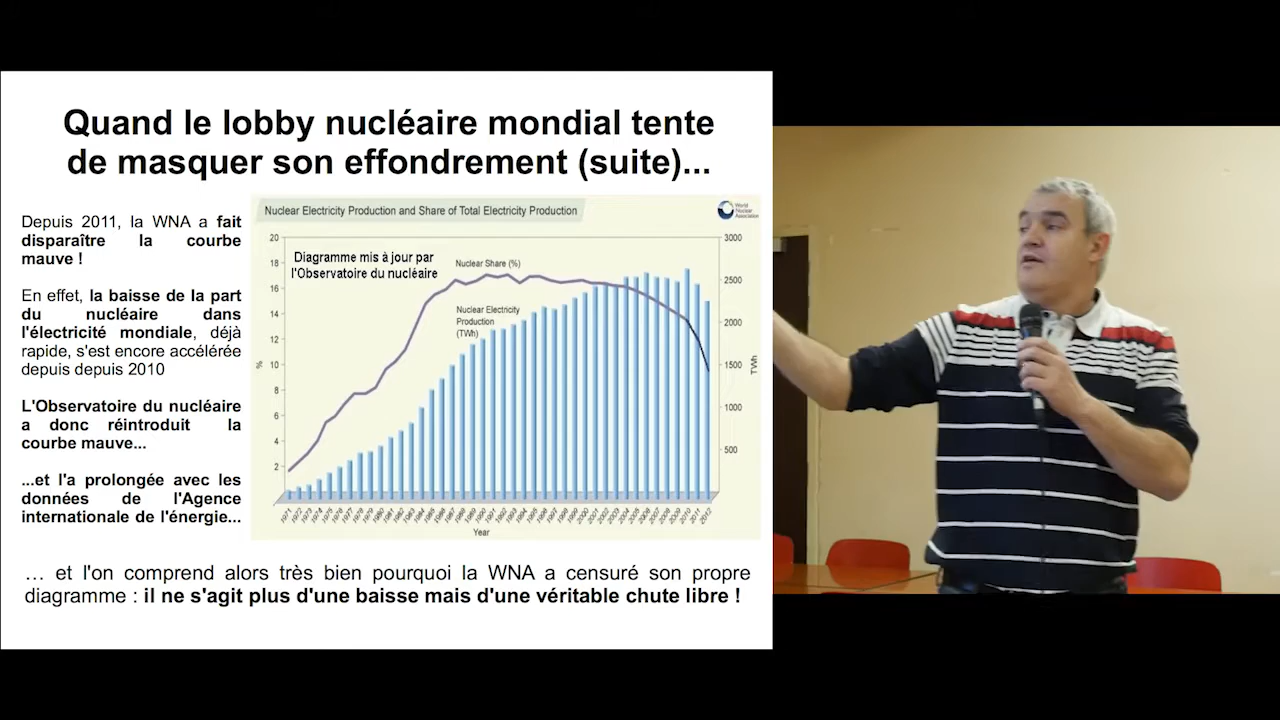 Quand le lobby nucléaire mondial tente
de masquer son effondrement (suite)...
Depuis 2011, la WNA a fait
disparaître la courbe
mauve !
En effet, la baisse de la part
du nucléaire dans
l'électricité mondiale, déjà
rapide, s'est encore accélérée
depuis depuis 2010
L'Observatoire du nucléaire
a donc réintroduit la
courbe mauve...
...et l'a prolongée avec les
données de l'Agence
internationale de l'énergie...
Nuclear Electricity Production and Share of Total Electricity Production
World
Nuclear
Association
Diagramme mis à jour par
l'Observatoire du nucléaire
Nuclear Share (%)
Nuclear Electricity
Production
(TWh)
20
18
16
14
12
10
8
6
4
2
%
3000
2500
2000
1500
1000
500
TWh
Year
… et l'on comprend alors très bien pourquoi la WNA a censuré son propre
diagramme : il ne s'agit plus d'une baisse mais d'une véritable chute libre !